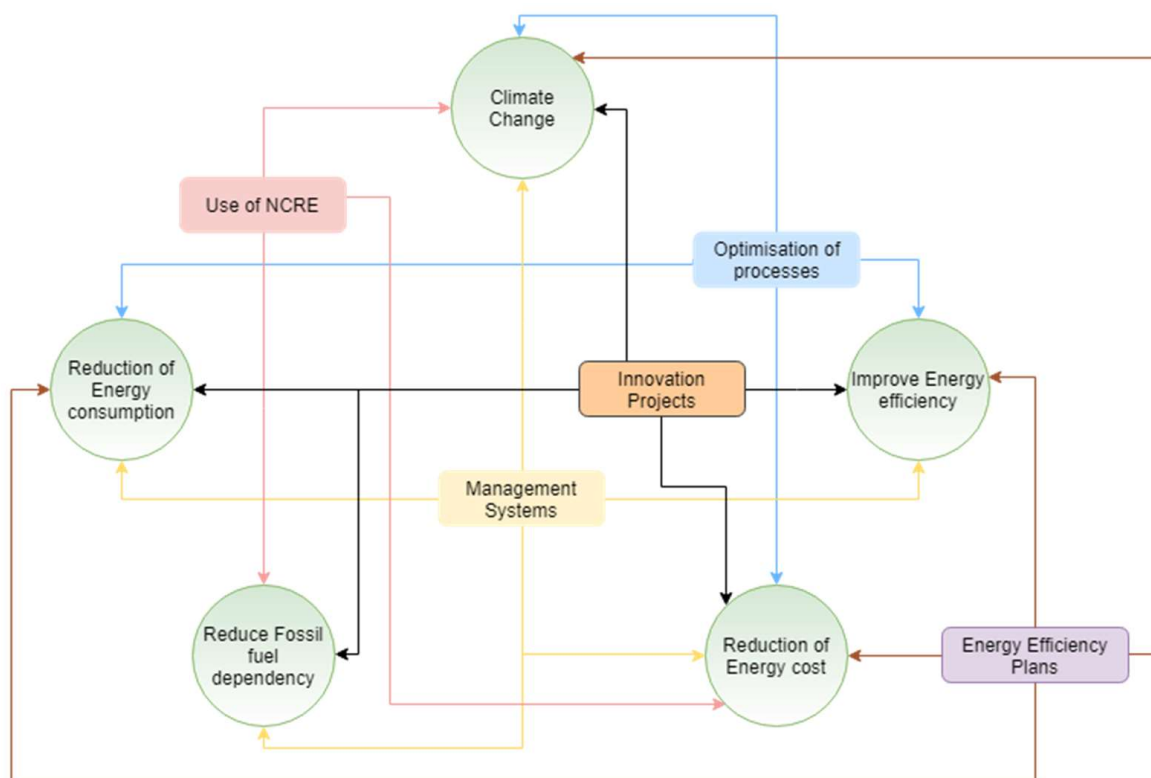 Climate
Change
Use of NCRE
Optimisation of
processes
Reduction of
Energy
consumption
Innovation
Projects
Improve Energy
efficiency
Management
Systems
Reduce Fossil
fuel
dependency
Reduction of
Energy cost
Energy Efficiency
Plans